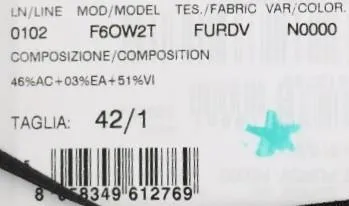 LN/LINE MOD/MODEL TES./FABRIC VAR/COLOR.
0102 F6OW2T FURDV N0000
COMPOSIZIONE/COMPOSITION
46%AC+03%EA+51%VI
TAGLIA: 42/1
8 058349 612769